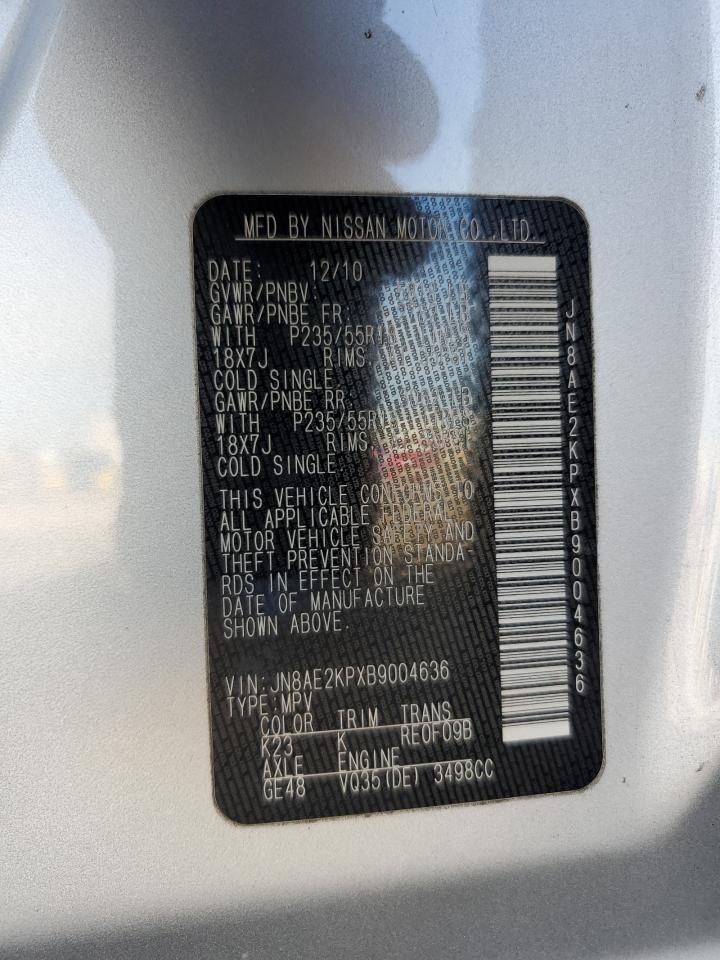 MFD BY NISSAN MOTOR CO.,LTD.
DATE: 12/10
GVWR/PNBV:
GAWR/PNBE FR:
WITH P235/55R18
18X7J RIMS,
COLD SINGLE.
GAWR/PNBE RR:
WITH P235/55R18
18X7J RIMS,
COLD SINGLE.
THIS VEHICLE CONFORMS TO
ALL APPLICABLE FEDERAL
MOTOR VEHICLE SAFETY AND
THEFT PREVENTION STANDA-
RDS IN EFFECT ON THE
DATE OF MANUFACTURE
SHOWN ABOVE.
VIN:JN8AE2KPXB9004636
TYPE:MPV
COLOR TRIM TRANS
K23 K RE0F09B
AXLE ENGINE
GE48 VQ35(DE) 3498CC
JN8AE2KPXB9004636